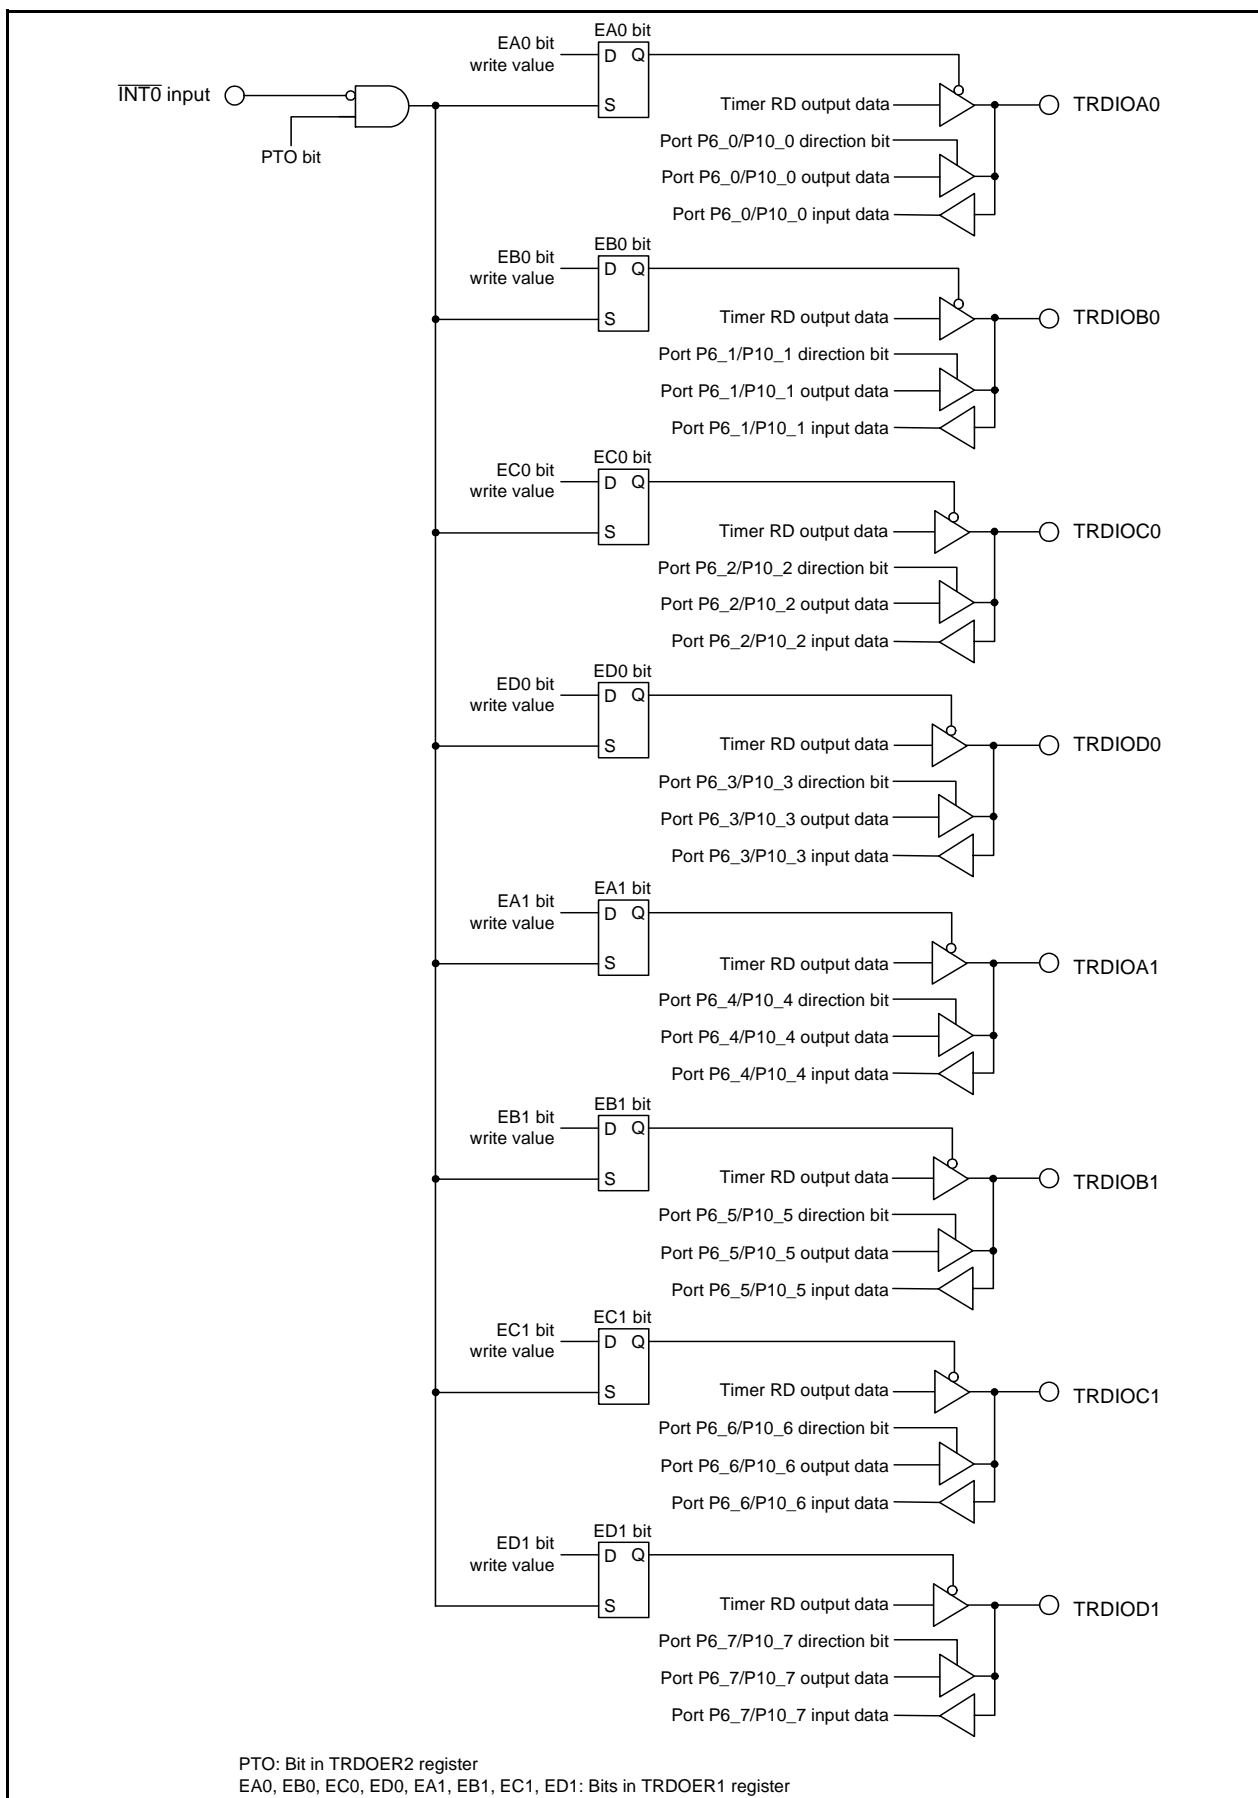 EA0 bit
EA0 bit
write value
D Q
S
INT0 input
PTO bit
Timer RD output data
TRDIOA0
Port P6_0/P10_0 direction bit
Port P6_0/P10_0 output data
Port P6_0/P10_0 input data
EB0 bit
EB0 bit
write value
D Q
S
Timer RD output data
TRDIOB0
Port P6_1/P10_1 direction bit
Port P6_1/P10_1 output data
Port P6_1/P10_1 input data
EC0 bit
EC0 bit
write value
D Q
S
Timer RD output data
TRDIOC0
Port P6_2/P10_2 direction bit
Port P6_2/P10_2 output data
Port P6_2/P10_2 input data
ED0 bit
ED0 bit
write value
D Q
S
Timer RD output data
TRDIOD0
Port P6_3/P10_3 direction bit
Port P6_3/P10_3 output data
Port P6_3/P10_3 input data
EA1 bit
EA1 bit
write value
D Q
S
Timer RD output data
TRDIOA1
Port P6_4/P10_4 direction bit
Port P6_4/P10_4 output data
Port P6_4/P10_4 input data
EB1 bit
EB1 bit
write value
D Q
S
Timer RD output data
TRDIOB1
Port P6_5/P10_5 direction bit
Port P6_5/P10_5 output data
Port P6_5/P10_5 input data
EC1 bit
EC1 bit
write value
D Q
S
Timer RD output data
TRDIOC1
Port P6_6/P10_6 direction bit
Port P6_6/P10_6 output data
Port P6_6/P10_6 input data
ED1 bit
ED1 bit
write value
D Q
S
Timer RD output data
TRDIOD1
Port P6_7/P10_7 direction bit
Port P6_7/P10_7 output data
Port P6_7/P10_7 input data
PTO: Bit in TRDOER2 register
EA0, EB0, EC0, ED0, EA1, EB1, EC1, ED1: Bits in TRDOER1 register